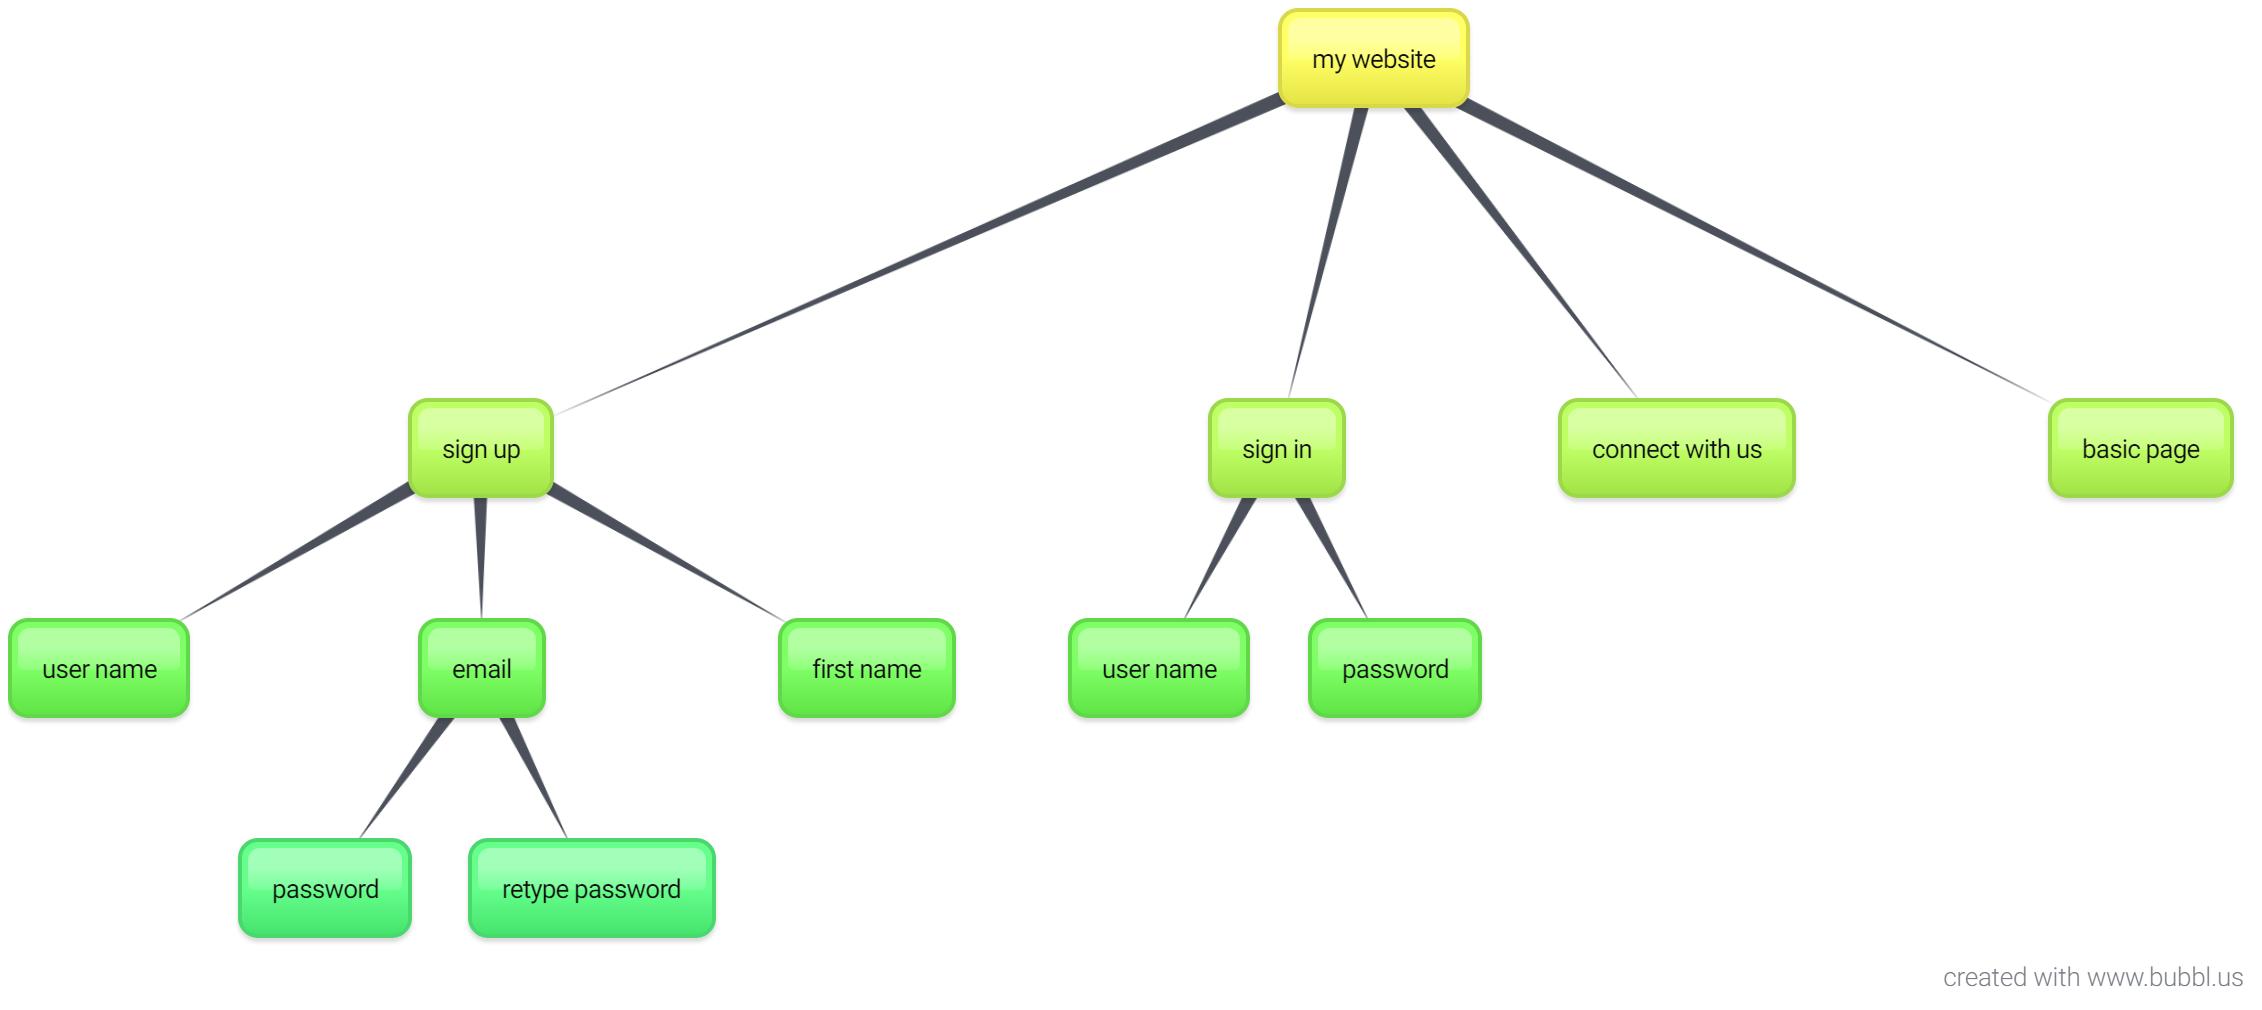 my website
sign up
sign in
connect with us
basic page
user name
email
first name
user name
password
password
retype password
created with www.bubbl.us